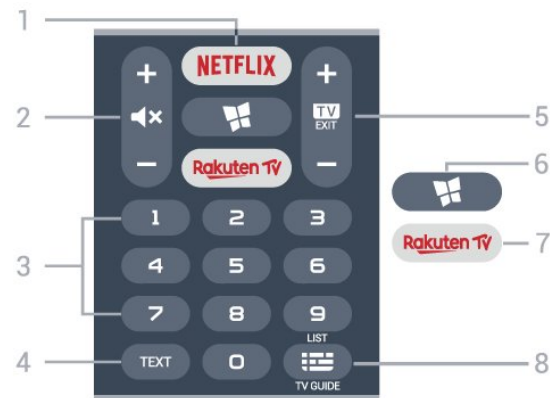 1
+ NETFLIX +
2 TV 5
EXIT
6
- Rakuten TV -
Rakuten TV 7
1 2 3
3
4 5 6
7 8 9
LIST
4 TEXT 0 8
TV GUIDE